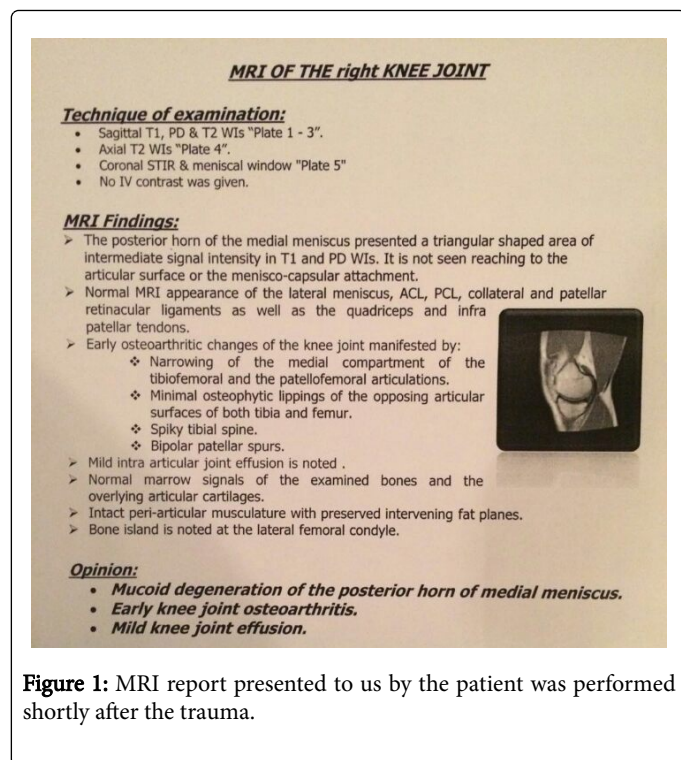 MRI OF THE right KNEE JOINT
Technique of examination:
• Sagittal T1, PD & T2 WIs “Plate 1 - 3”.
• Axial T2 WIs “Plate 4”.
• Coronal STIR & meniscal window "Plate 5"
• No IV contrast was given.
MRI Findings:
➢ The posterior horn of the medial meniscus presented a triangular shaped area of
intermediate signal intensity in T1 and PD WIs. It is not seen reaching to the
articular surface or the menisco-capsular attachment.
➢ Normal MRI appearance of the lateral meniscus, ACL, PCL, collateral and patellar
retinacular ligaments as well as the quadriceps and infra
patellar tendons.
➢ Early osteoarthritic changes of the knee joint manifested by:
❖ Narrowing of the medial compartment of the
tibiofemoral and the patellofemoral articulations.
❖ Minimal osteophytic lippings of the opposing articular
surfaces of both tibia and femur.
❖ Spiky tibial spine.
❖ Bipolar patellar spurs.
➢ Mild intra articular joint effusion is noted .
➢ Normal marrow signals of the examined bones and the
overlying articular cartilages.
➢ Intact peri-articular musculature with preserved intervening fat planes.
➢ Bone island is noted at the lateral femoral condyle.
Opinion:
• Mucoid degeneration of the posterior horn of medial meniscus.
• Early knee joint osteoarthritis.
• Mild knee joint effusion.
Figure 1: MRI report presented to us by the patient was performed
shortly after the trauma.